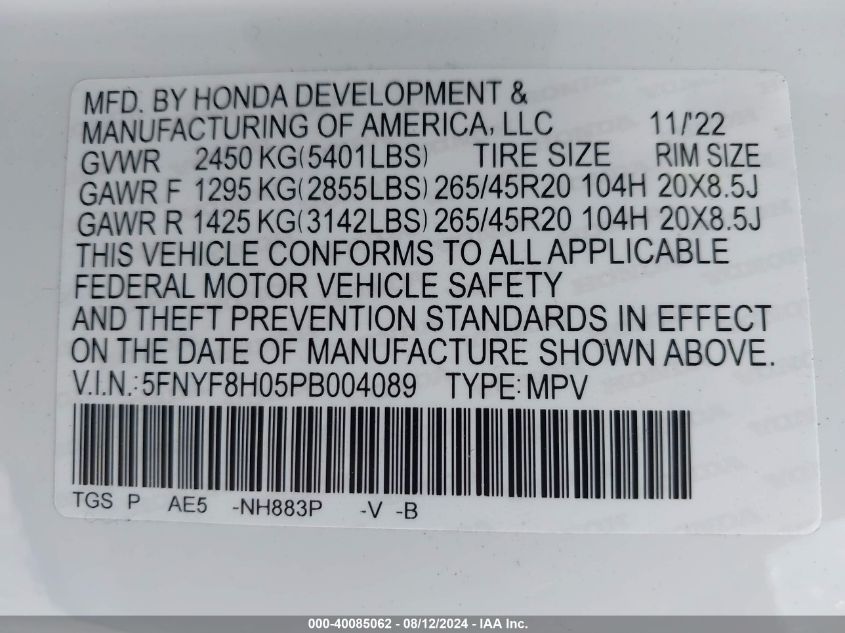 MFD. BY HONDA DEVELOPMENT &
MANUFACTURING OF AMERICA, LLC 11/'22
GVWR 2450 KG(5401LBS) TIRE SIZE RIM SIZE
GAWR F 1295 KG(2855LBS) 265/45R20 104H 20X8.5J
GAWR R 1425 KG(3142LBS) 265/45R20 104H 20X8.5J
THIS VEHICLE CONFORMS TO ALL APPLICABLE
FEDERAL MOTOR VEHICLE SAFETY
AND THEFT PREVENTION STANDARDS IN EFFECT
ON THE DATE OF MANUFACTURE SHOWN ABOVE.
V.I.N.: 5FNYF8H05PB004089 TYPE: MPV
TGS P AE5 -NH883P -V -B
000-40085062 - 08/12/2024 - IAA Inc.